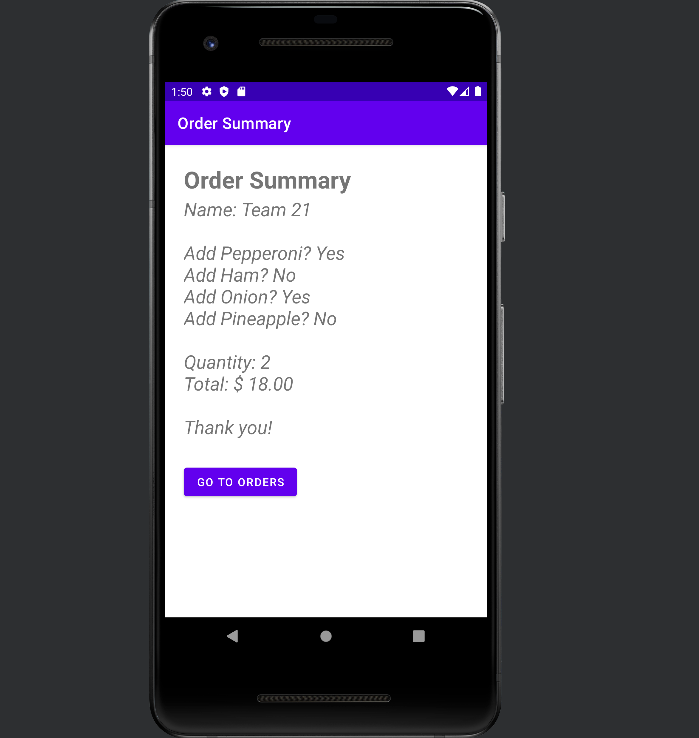 1:50
Order Summary
Order Summary
Name: Team 21
Add Pepperoni? Yes
Add Ham? No
Add Onion? Yes
Add Pineapple? No
Quantity: 2
Total: $ 18.00
Thank you!
GO TO ORDERS